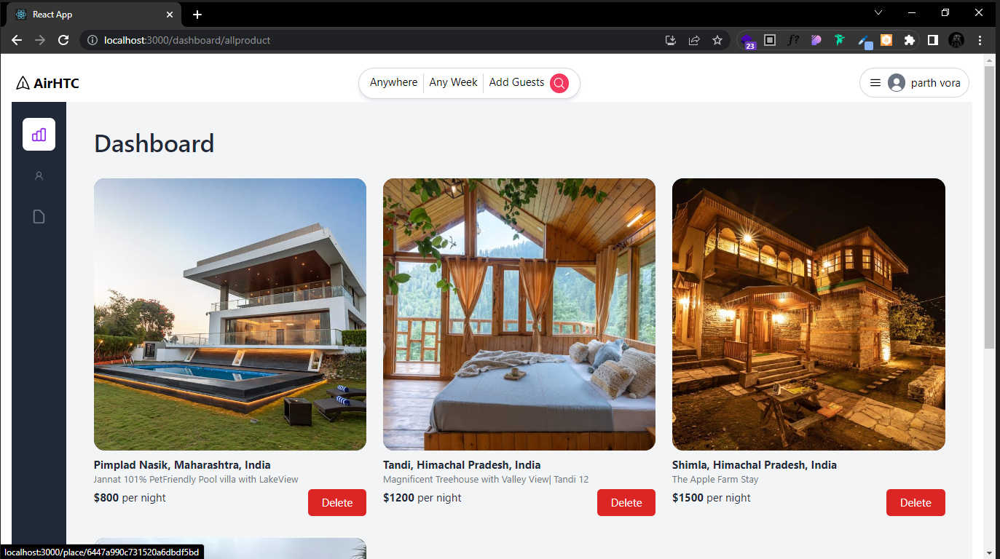 React App
localhost:3000/dashboard/allproduct
f?
23
AirHTC
Anywhere Any Week Add Guests
parth vora
Dashboard
Pimplad Nasik, Maharashtra, India
Jannat 101% PetFriendly Pool villa with LakeView
$800 per night
Delete
Tandi, Himachal Pradesh, India
Magnificent Treehouse with Valley View| Tandi 12
$1200 per night
Delete
Shimla, Himachal Pradesh, India
The Apple Farm Stay
$1500 per night
Delete
localhost:3000/place/6447a990c731520a6dbdf5bd